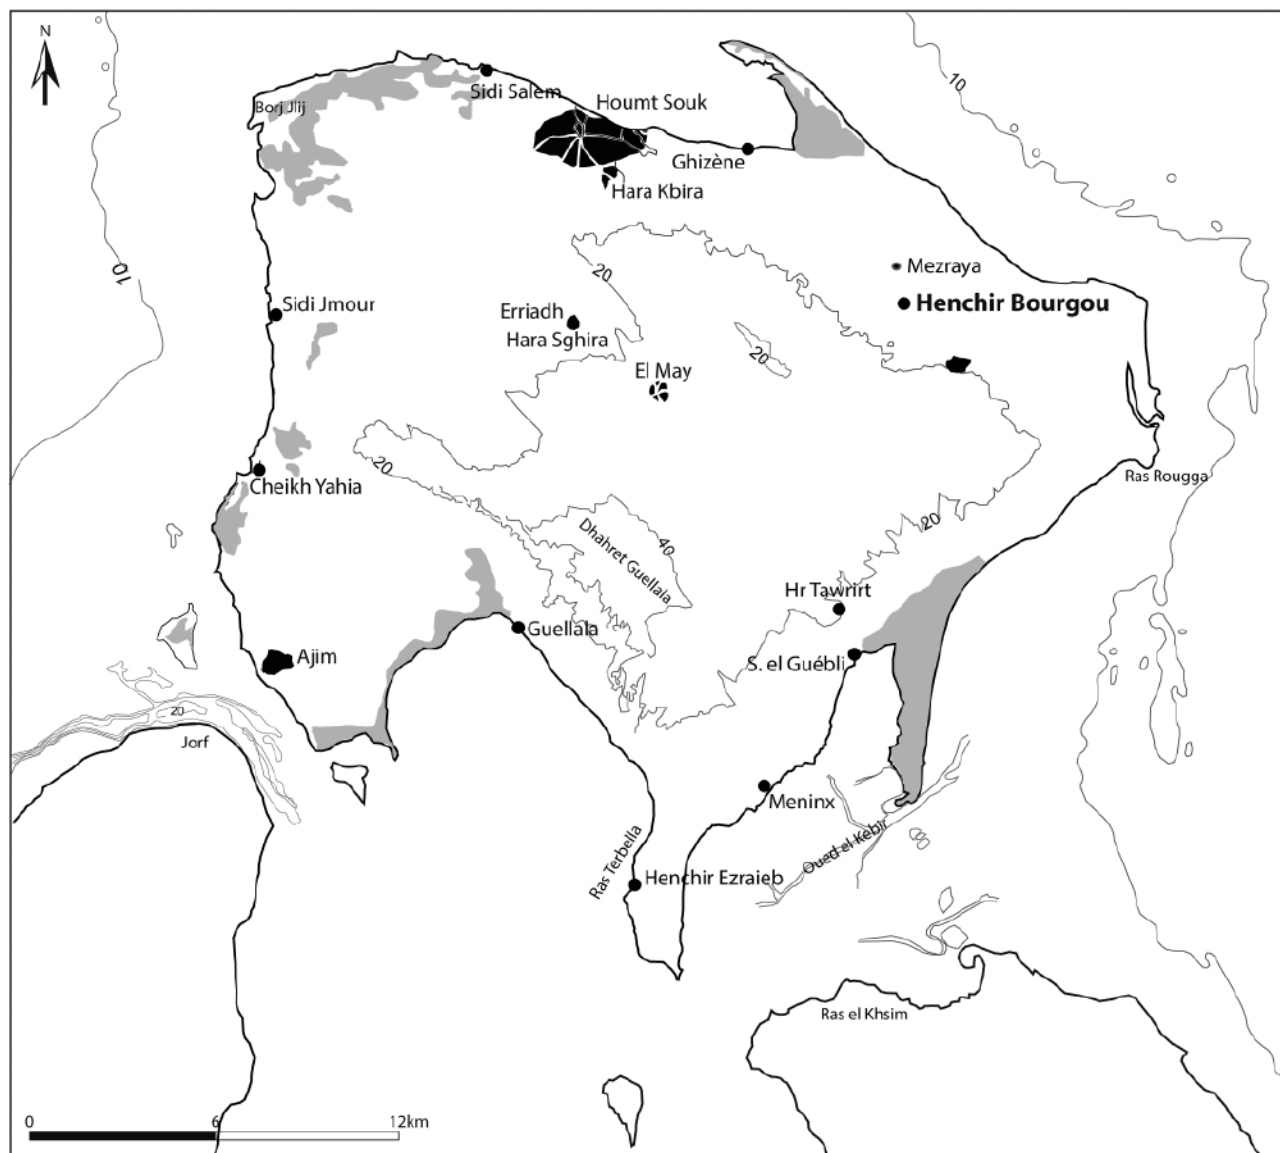 N
10
Sidi Salem
Borj Jlij
Houmt Souk
Ghizène
Hara Kbira
10
20
Mezraya
Henchir Bourgou
Sidi Jmour
Erriadh
Hara Sghira
20
El May
20
Cheikh Yahia
Ras Rougga
20
40
Dhahret Guellala
Hr Tawrirt
Guellala
S. el Guébli
Ajim
20
Jorf
Meninx
Oued el Kebir
Ras Terbella
Henchir Ezraieb
Ras el Khsim
0 6 12km